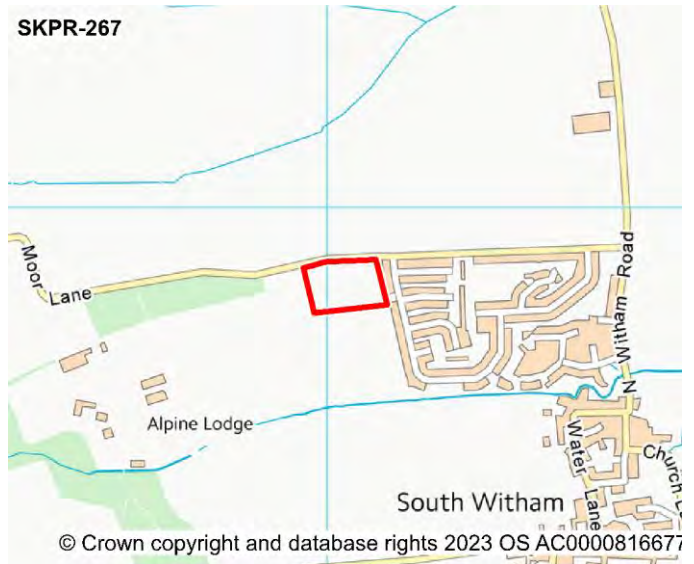 SKPR-267
Moor
Lane
N Witham Road
Alpine Lodge
Water
Lane
Church
South Witham
© Crown copyright and database rights 2023 OS AC0000816677